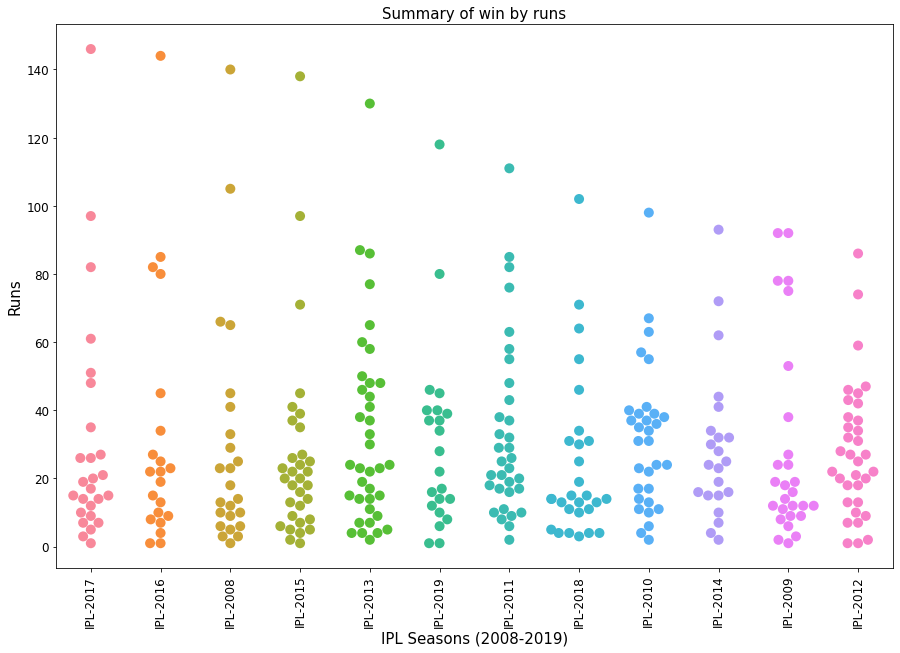 Summary of win by runs
Runs
140
120
100
80
60
40
20
0
IPL-2017
IPL-2016
IPL-2008
IPL-2015
IPL-2013
IPL-2019
IPL-2011
IPL-2018
IPL-2010
IPL-2014
IPL-2009
IPL-2012
IPL Seasons (2008-2019)